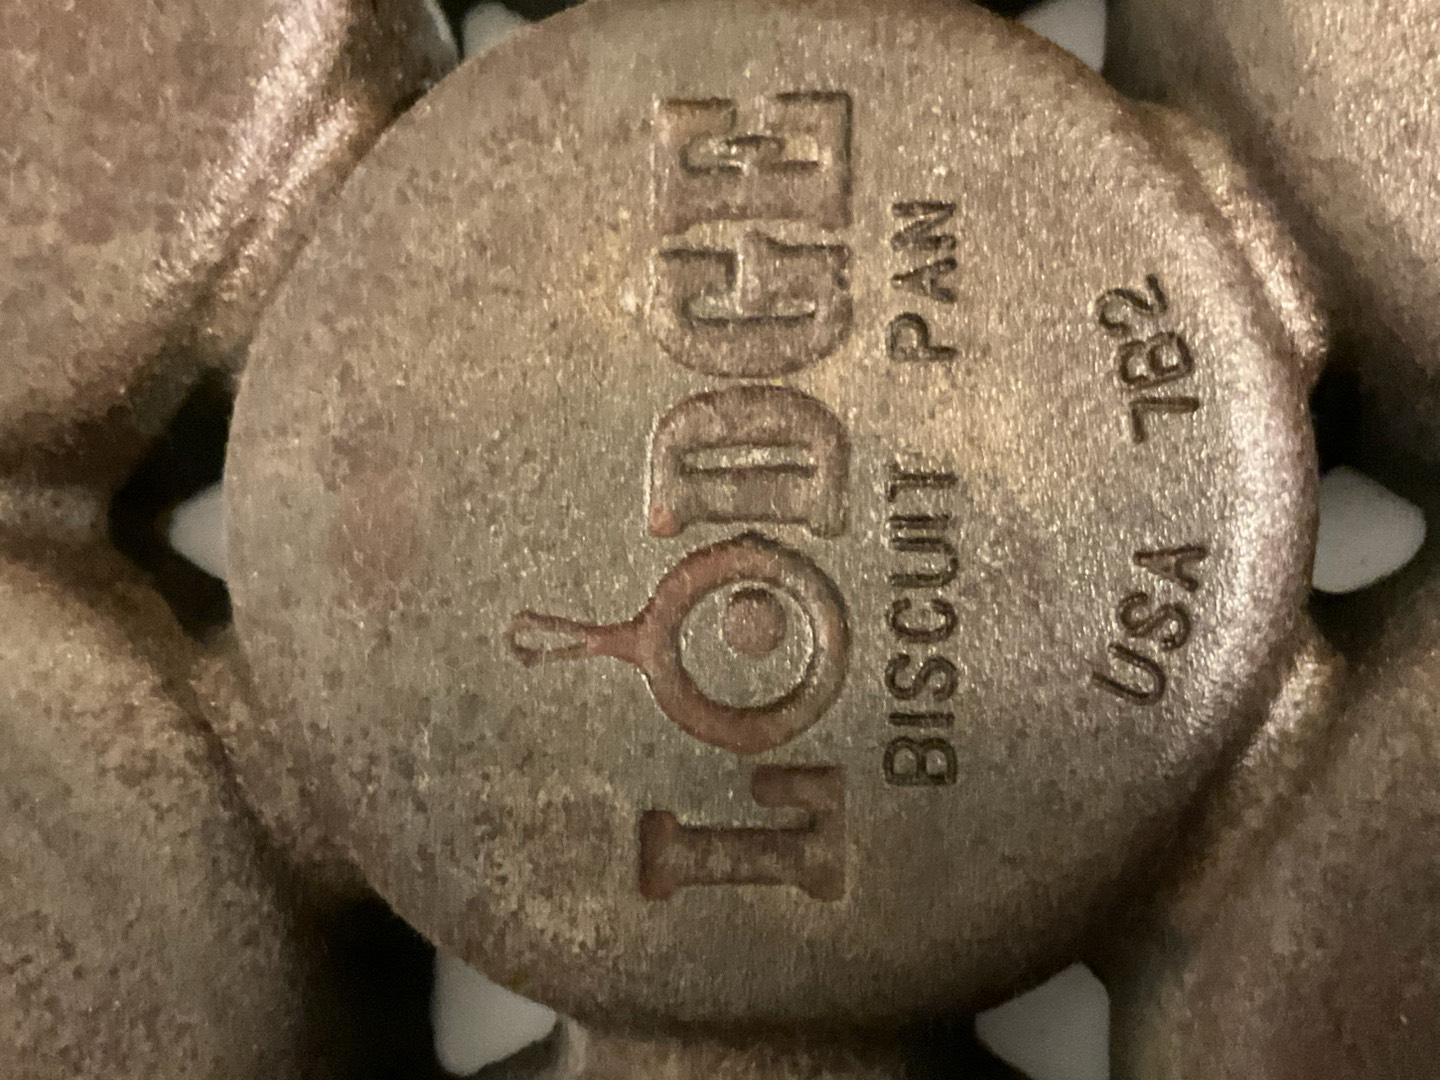 LODGE
BISCUIT PAN
USA 7B2